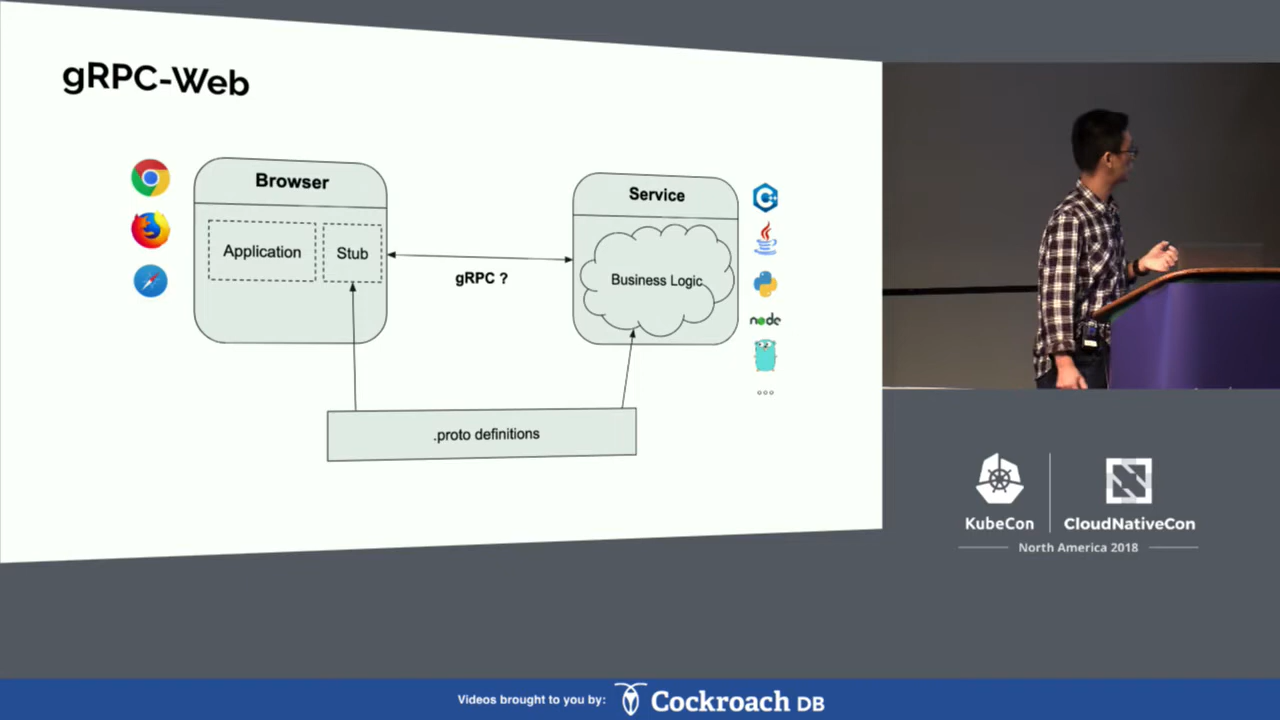 gRPC-Web
Browser
Application
Stub
gRPC ?
Service
Business Logic
C++
Java
node
.proto definitions
KubeCon
CloudNativeCon
North America 2018
Videos brought to you by:
Cockroach DB